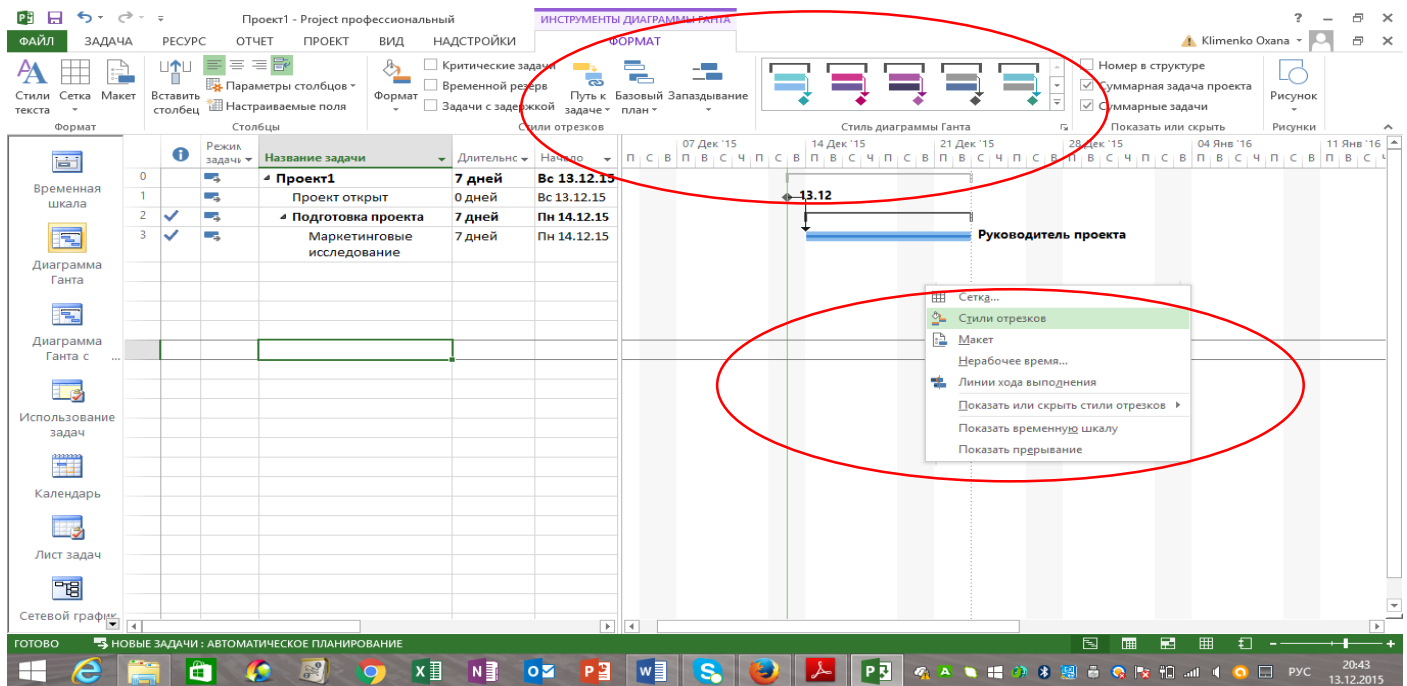 Проект1 - Project профессиональный
ИНСТРУМЕНТЫ ДИАГРАММЫ ГАНТА
?
ФАЙЛ ЗАДАЧА РЕСУРС ОТЧЕТ ПРОЕКТ ВИД НАДСТРОЙКИ ФОРМАТ
Klimenko Oxana
Стили текста
Сетка
Макет
Формат
Вставить столбец
Параметры столбцов
Настраиваемые поля
Столбцы
Формат
Критические задачи
Временной резерв
Задачи с задержкой
Путь к задаче
Базовый план
Запаздывание
Стили отрезков
Стиль диаграммы Ганта
Номер в структуре
Суммарная задача проекта
Суммарные задачи
Показать или скрыть
Рисунок
Рисунки
Временная шкала
Диаграмма Ганта
Диаграмма Ганта с ...
Использование задач
Календарь
Лист задач
Сетевой график
Режим задачи Название задачи Длительнс Начало
07 Дек '15 14 Дек '15 21 Дек '15 28 Дек '15 04 Янв '16 11 Янв '16
П С В П В С Ч П С В П В С Ч П С В П В С Ч П С В П В С Ч П С В П В С Ч
0 Проект1 7 дней Вс 13.12.15
1 Проект открыт 0 дней Вс 13.12.15
13.12
2 Подготовка проекта 7 дней Пн 14.12.15
3 Маркетинговые исследование 7 дней Пн 14.12.15
Руководитель проекта
Сетка...
Стили отрезков
Макет
Нерабочее время...
Линии хода выполнения
Показать или скрыть стили отрезков
Показать временную шкалу
Показать прерывание
ГОТОВО НОВЫЕ ЗАДАЧИ : АВТОМАТИЧЕСКОЕ ПЛАНИРОВАНИЕ
РУС
20:43
13.12.2015